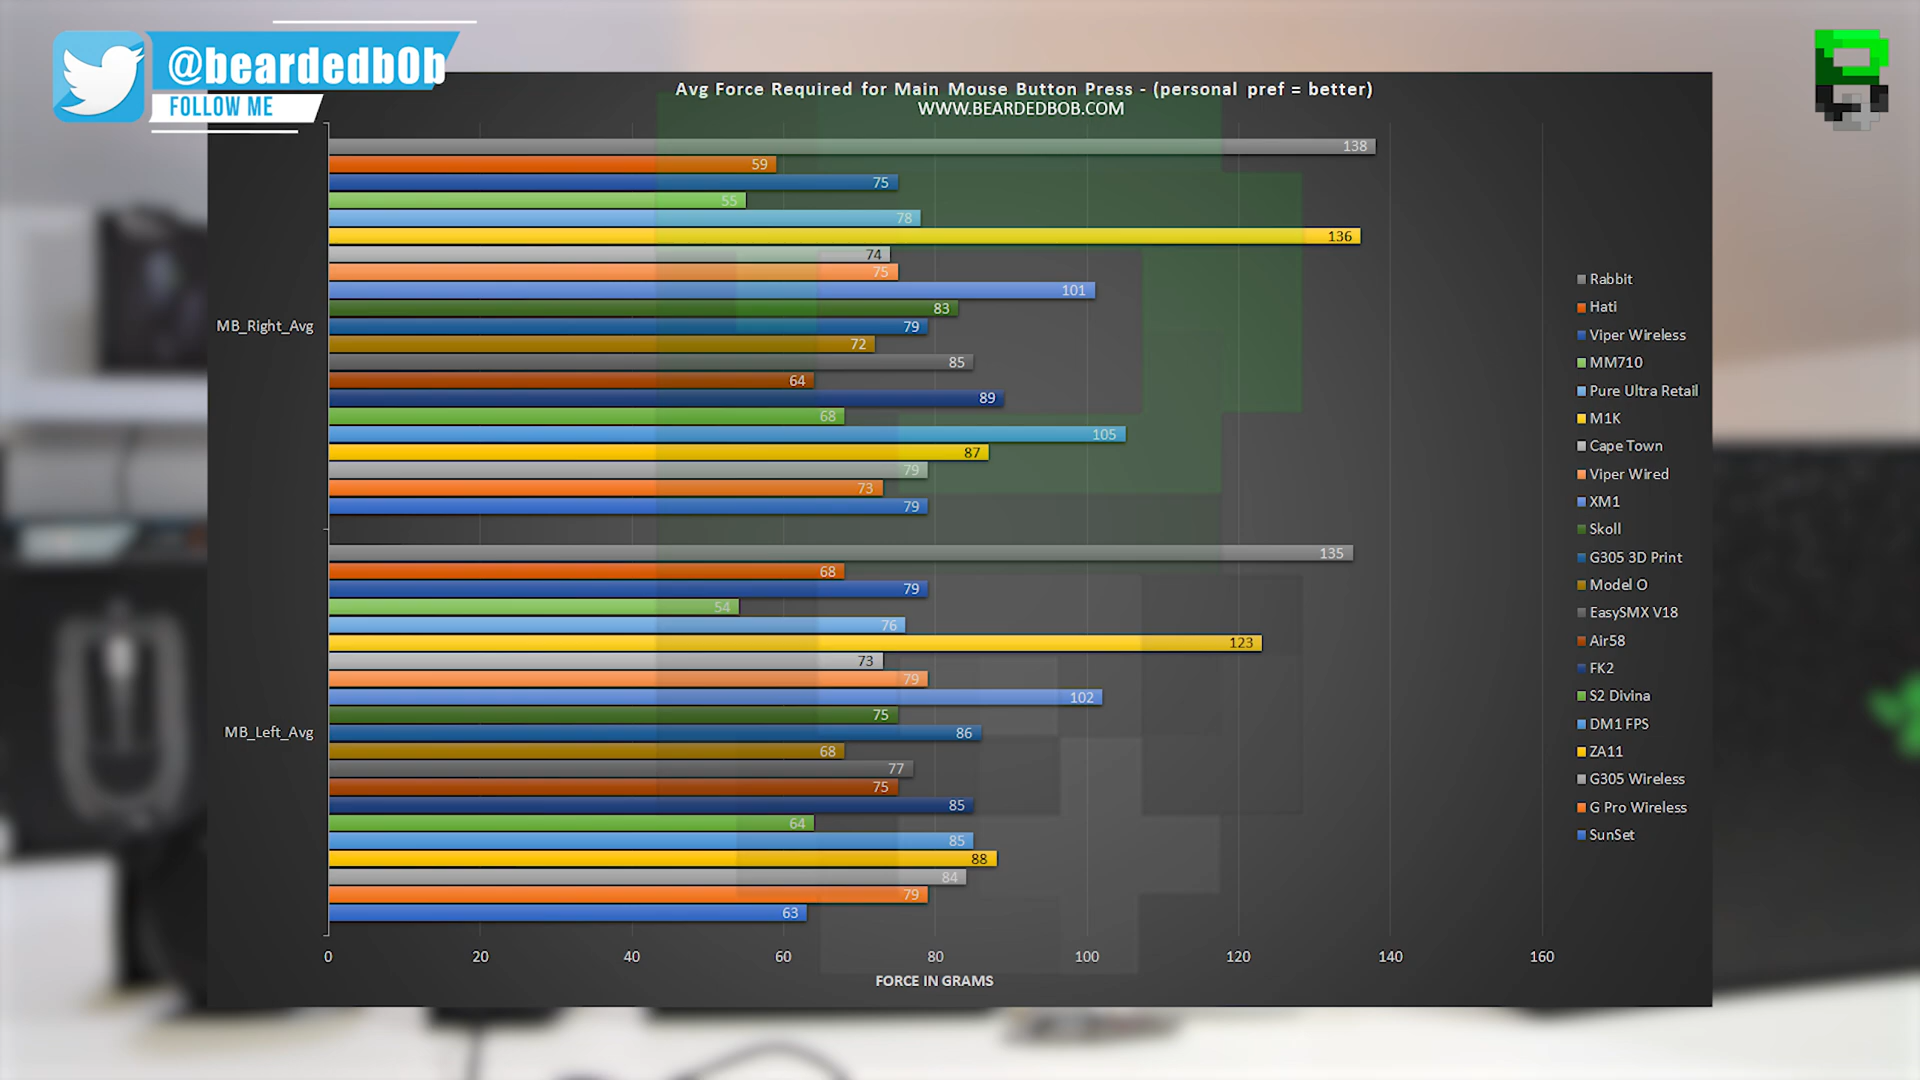 @beardedb0b
FOLLOW ME
Avg Force Required for Main Mouse Button Press - (personal pref = better)
WWW.BEARDEDBOB.COM
MB_Right_Avg
138
59
75
55
78
136
74
75
101
83
79
72
85
64
89
68
105
87
79
73
79
MB_Left_Avg
135
68
79
54
76
123
73
79
102
75
86
68
77
75
85
64
85
88
84
79
63
0 20 40 60 80 100 120 140 160
FORCE IN GRAMS
Rabbit
Hati
Viper Wireless
MM710
Pure Ultra Retail
M1K
Cape Town
Viper Wired
XM1
Skoll
G305 3D Print
Model O
EasySMX V18
Air58
FK2
S2 Divina
DM1 FPS
ZA11
G305 Wireless
G Pro Wireless
SunSet